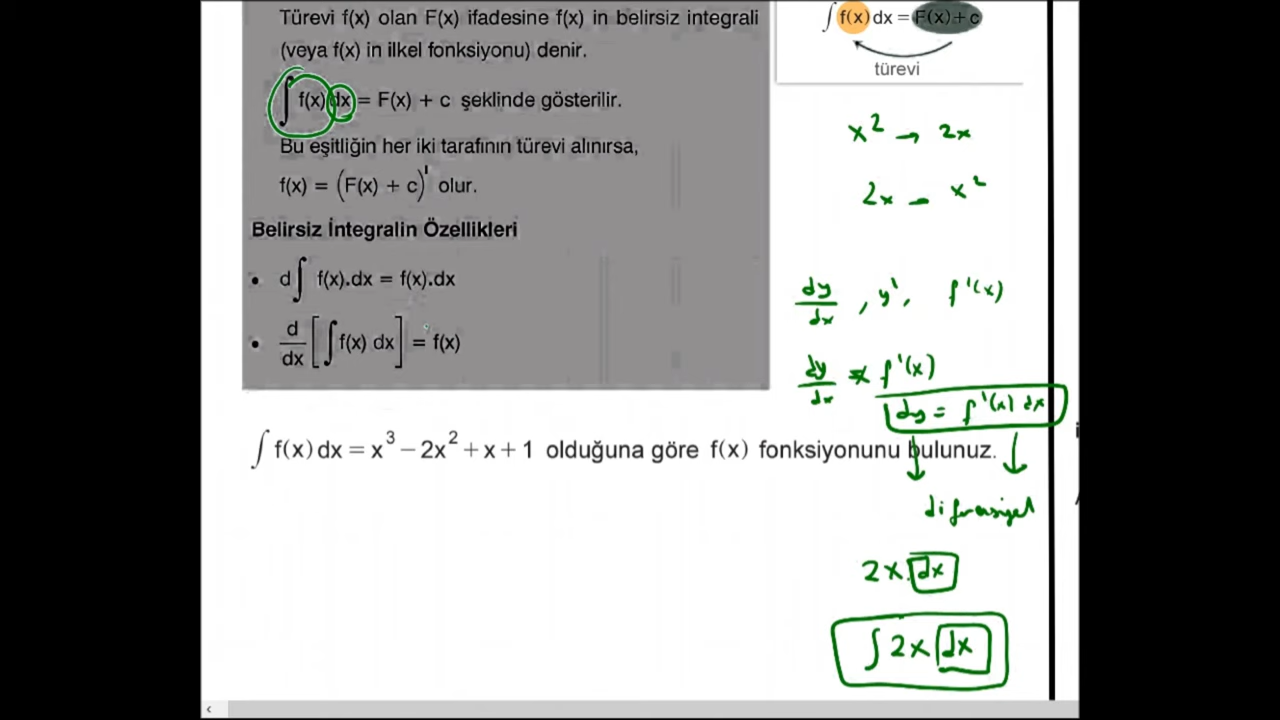 Türevi f(x) olan F(x) ifadesine f(x) in belirsiz integrali
(veya f(x) in ilkel fonksiyonu) denir.
∫ f(x) dx = F(x) + c şeklinde gösterilir.
Bu eşitliğin her iki tarafının türevi alınırsa,
f(x) = (F(x) + c)' olur.
Belirsiz İntegralin Özellikleri
• d∫ f(x).dx = f(x).dx
• d/dx [∫ f(x) dx] = f(x)
∫ f(x) dx = x³ − 2x² + x + 1 olduğuna göre f(x) fonksiyonunu bulunuz.
∫ f(x) dx = F(x) + c
türevi
x² → 2x
2x → x²
dy/dx , y', f'(x)
dy/dx = f'(x)
dy = f'(x) dx
diferansiyel
2x.dx
∫ 2x dx